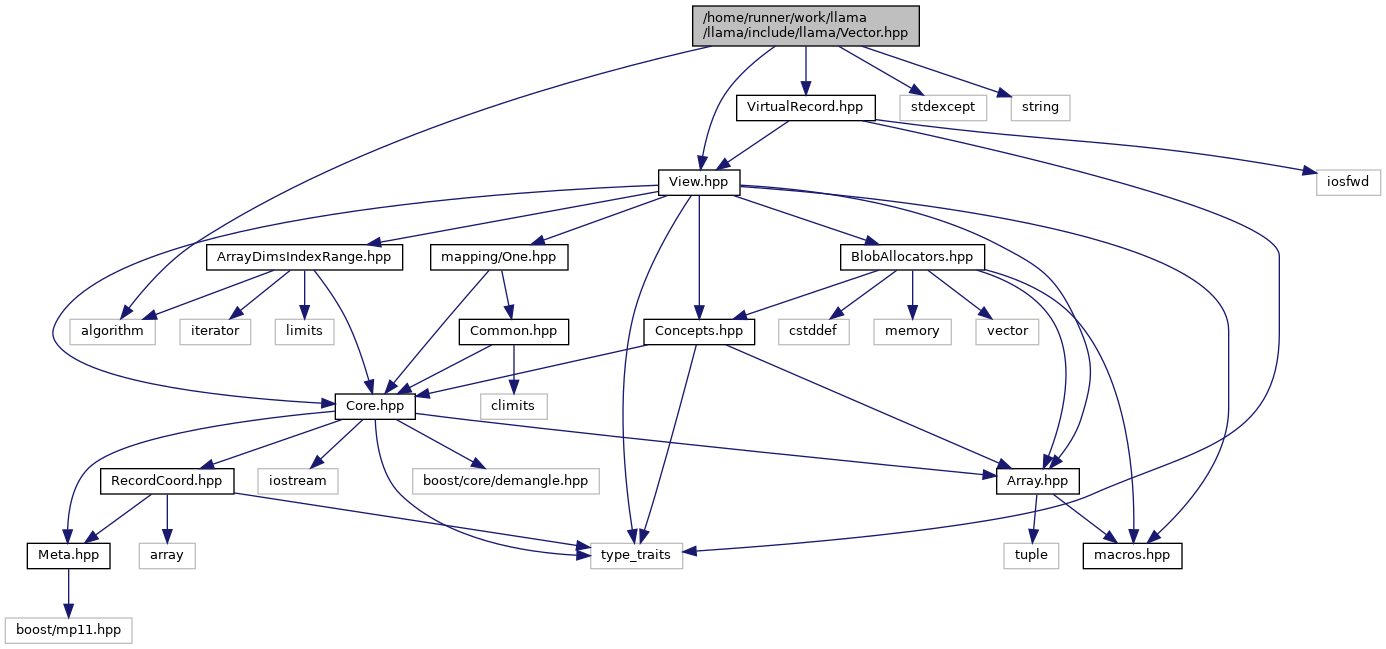 /home/runner/work/llama
/llama/include/llama/Vector.hpp
VirtualRecord.hpp
stdexcept
string
View.hpp
iosfwd
ArrayDimsIndexRange.hpp
mapping/One.hpp
BlobAllocators.hpp
algorithm
iterator
limits
Common.hpp
Concepts.hpp
cstddef
memory
vector
Core.hpp
climits
RecordCoord.hpp
iostream
boost/core/demangle.hpp
Array.hpp
Meta.hpp
array
type_traits
tuple
macros.hpp
boost/mp11.hpp